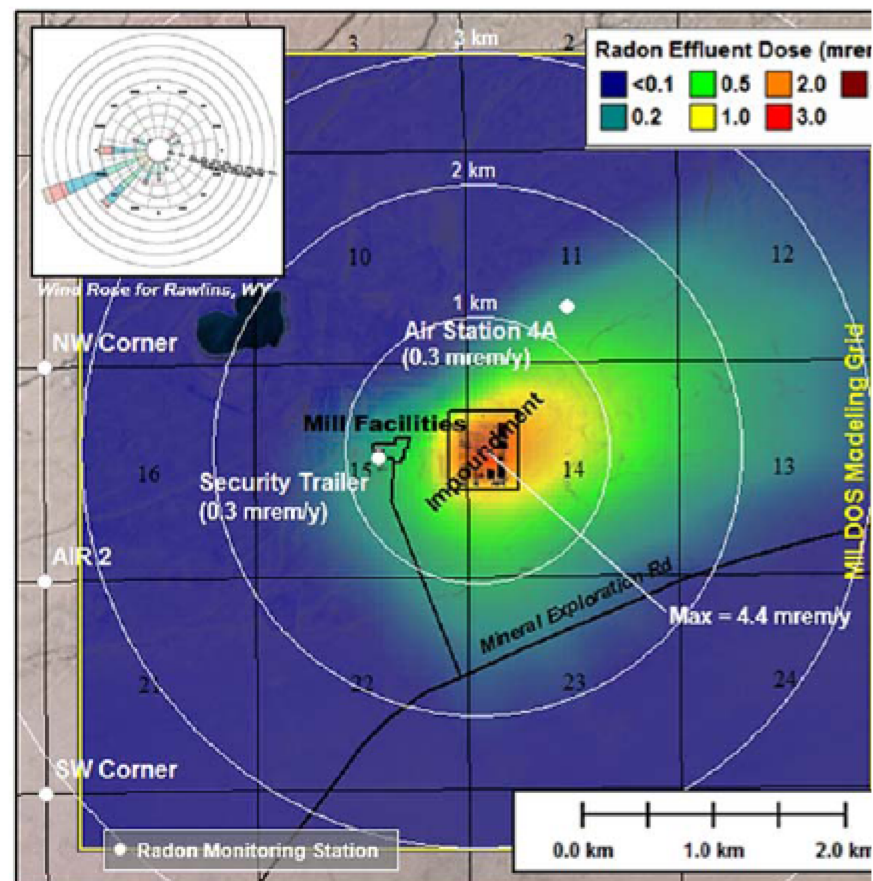 3
3 km
2
Radon Effluent Dose (mrem
<0.1
0.5
2.0
0.2
1.0
3.0
2 km
10
11
12
Wind Rose for Rawlins, WY
1 km
Air Station 4A
(0.3 mrem/y)
NW Corner
MILDOS Modeling Grid
Mill Facilities
Impoundment
16
15
14
13
Security Trailer
(0.3 mrem/y)
AIR 2
Mineral Exploration Rd
Max = 4.4 mrem/y
21
22
23
24
SW Corner
Radon Monitoring Station
0.0 km
1.0 km
2.0 k